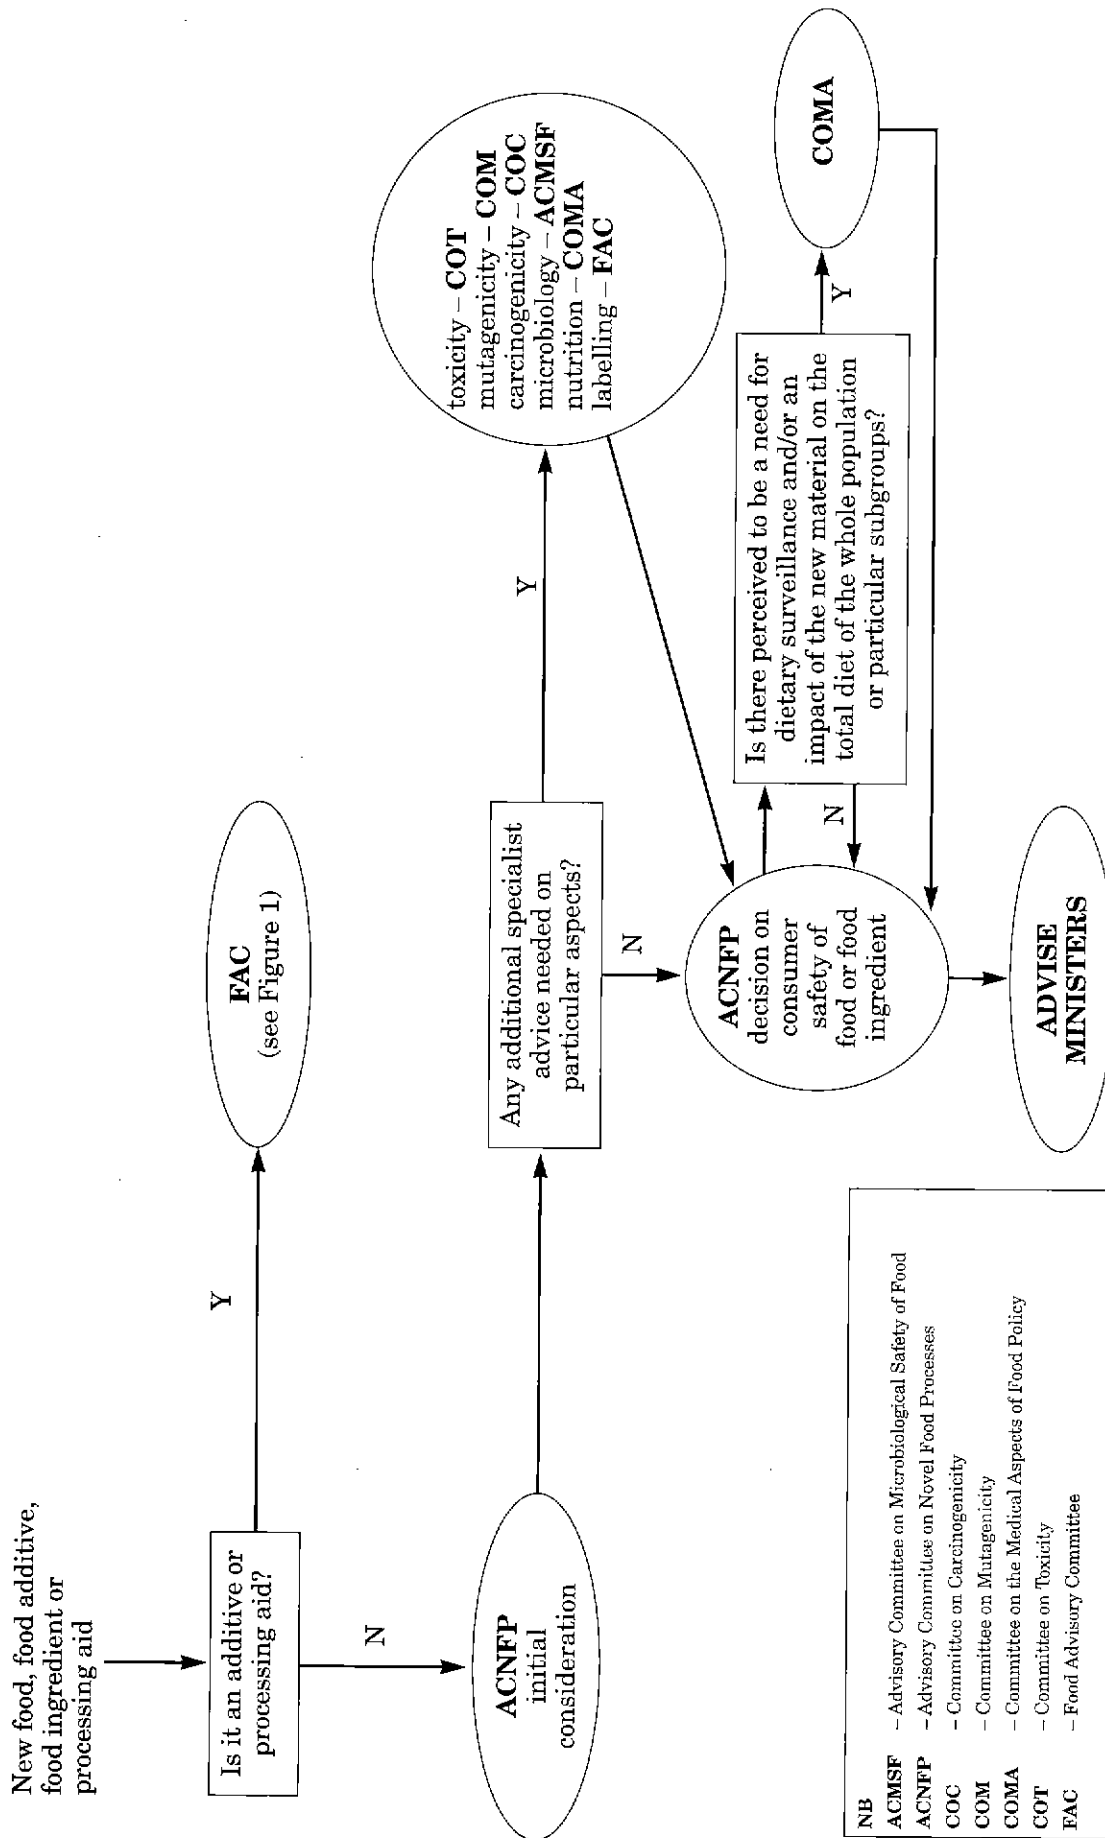 New food, food additive,
food ingredient or
processing aid
Is it an additive or
processing aid?
Y
FAC
(see Figure 1)
N
ACNFP
initial
consideration
Any additional specialist
advice needed on
particular aspects?
Y
toxicity – COT
mutagenicity – COM
carcinogenicity – COC
microbiology – ACMSF
nutrition – COMA
labelling – FAC
N
ACNFP
decision on
consumer
safety of
food or food
ingredient
Is there perceived to be a need for
dietary surveillance and/or an
impact of the new material on the
total diet of the whole population
or particular subgroups?
Y
COMA
N
ADVISE
MINISTERS
NB
ACMSF – Advisory Committee on Microbiological Safety of Food
ACNFP – Advisory Committee on Novel Food Processes
COC – Committee on Carcinogenicity
COM – Committee on Mutagenicity
COMA – Committee on the Medical Aspects of Food Policy
COT – Committee on Toxicity
FAC – Food Advisory Committee